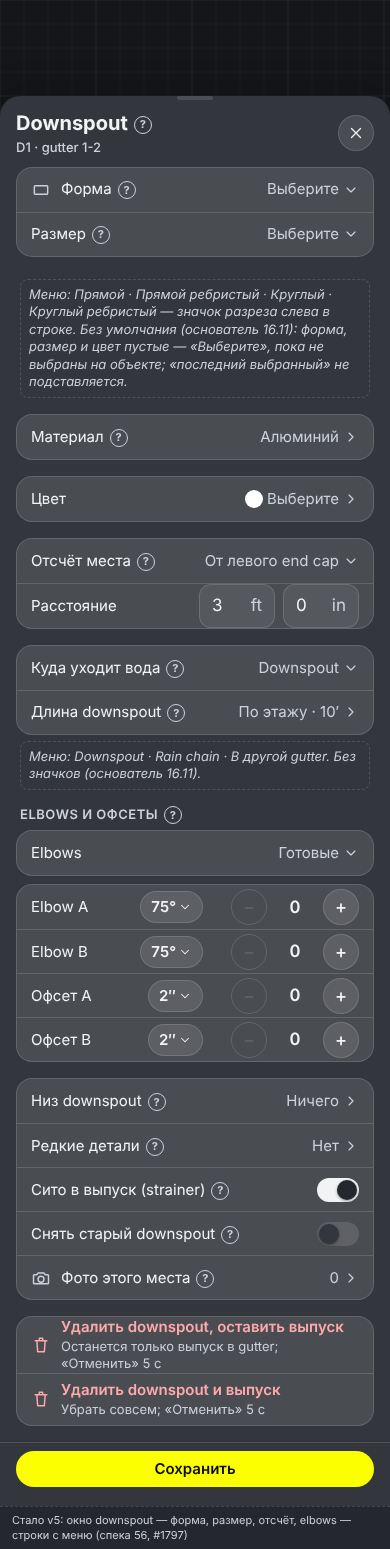 Downspout ?
D1 · gutter 1-2
Форма ? Выберите
Размер ? Выберите
Меню: Прямой · Прямой ребристый · Круглый ·
Круглый ребристый — значок разреза слева в
строке. Без умолчания (основатель 16.11): форма,
размер и цвет пустые — «Выберите», пока не
выбраны на объекте; «последний выбранный» не
подставляется.
Материал ? Алюминий
Цвет Выберите
Отсчёт места ? От левого end cap
Расстояние 3 ft 0 in
Куда уходит вода ? Downspout
Длина downspout ? По этажу · 10′
Меню: Downspout · Rain chain · В другой gutter. Без
значков (основатель 16.11).
ELBOWS И ОФСЕТЫ ?
Elbows Готовые
Elbow A 75° − 0 +
Elbow B 75° − 0 +
Офсет A 2″ − 0 +
Офсет B 2″ − 0 +
Низ downspout ? Ничего
Редкие детали ? Нет
Сито в выпуск (strainer) ?
Снять старый downspout ?
Фото этого места ? 0
Удалить downspout, оставить выпуск
Останется только выпуск в gutter;
«Отменить» 5 с
Удалить downspout и выпуск
Убрать совсем; «Отменить» 5 с
Сохранить
Стало v5: окно downspout — форма, размер, отсчёт, elbows —
строки с меню (спека 56, #1797)